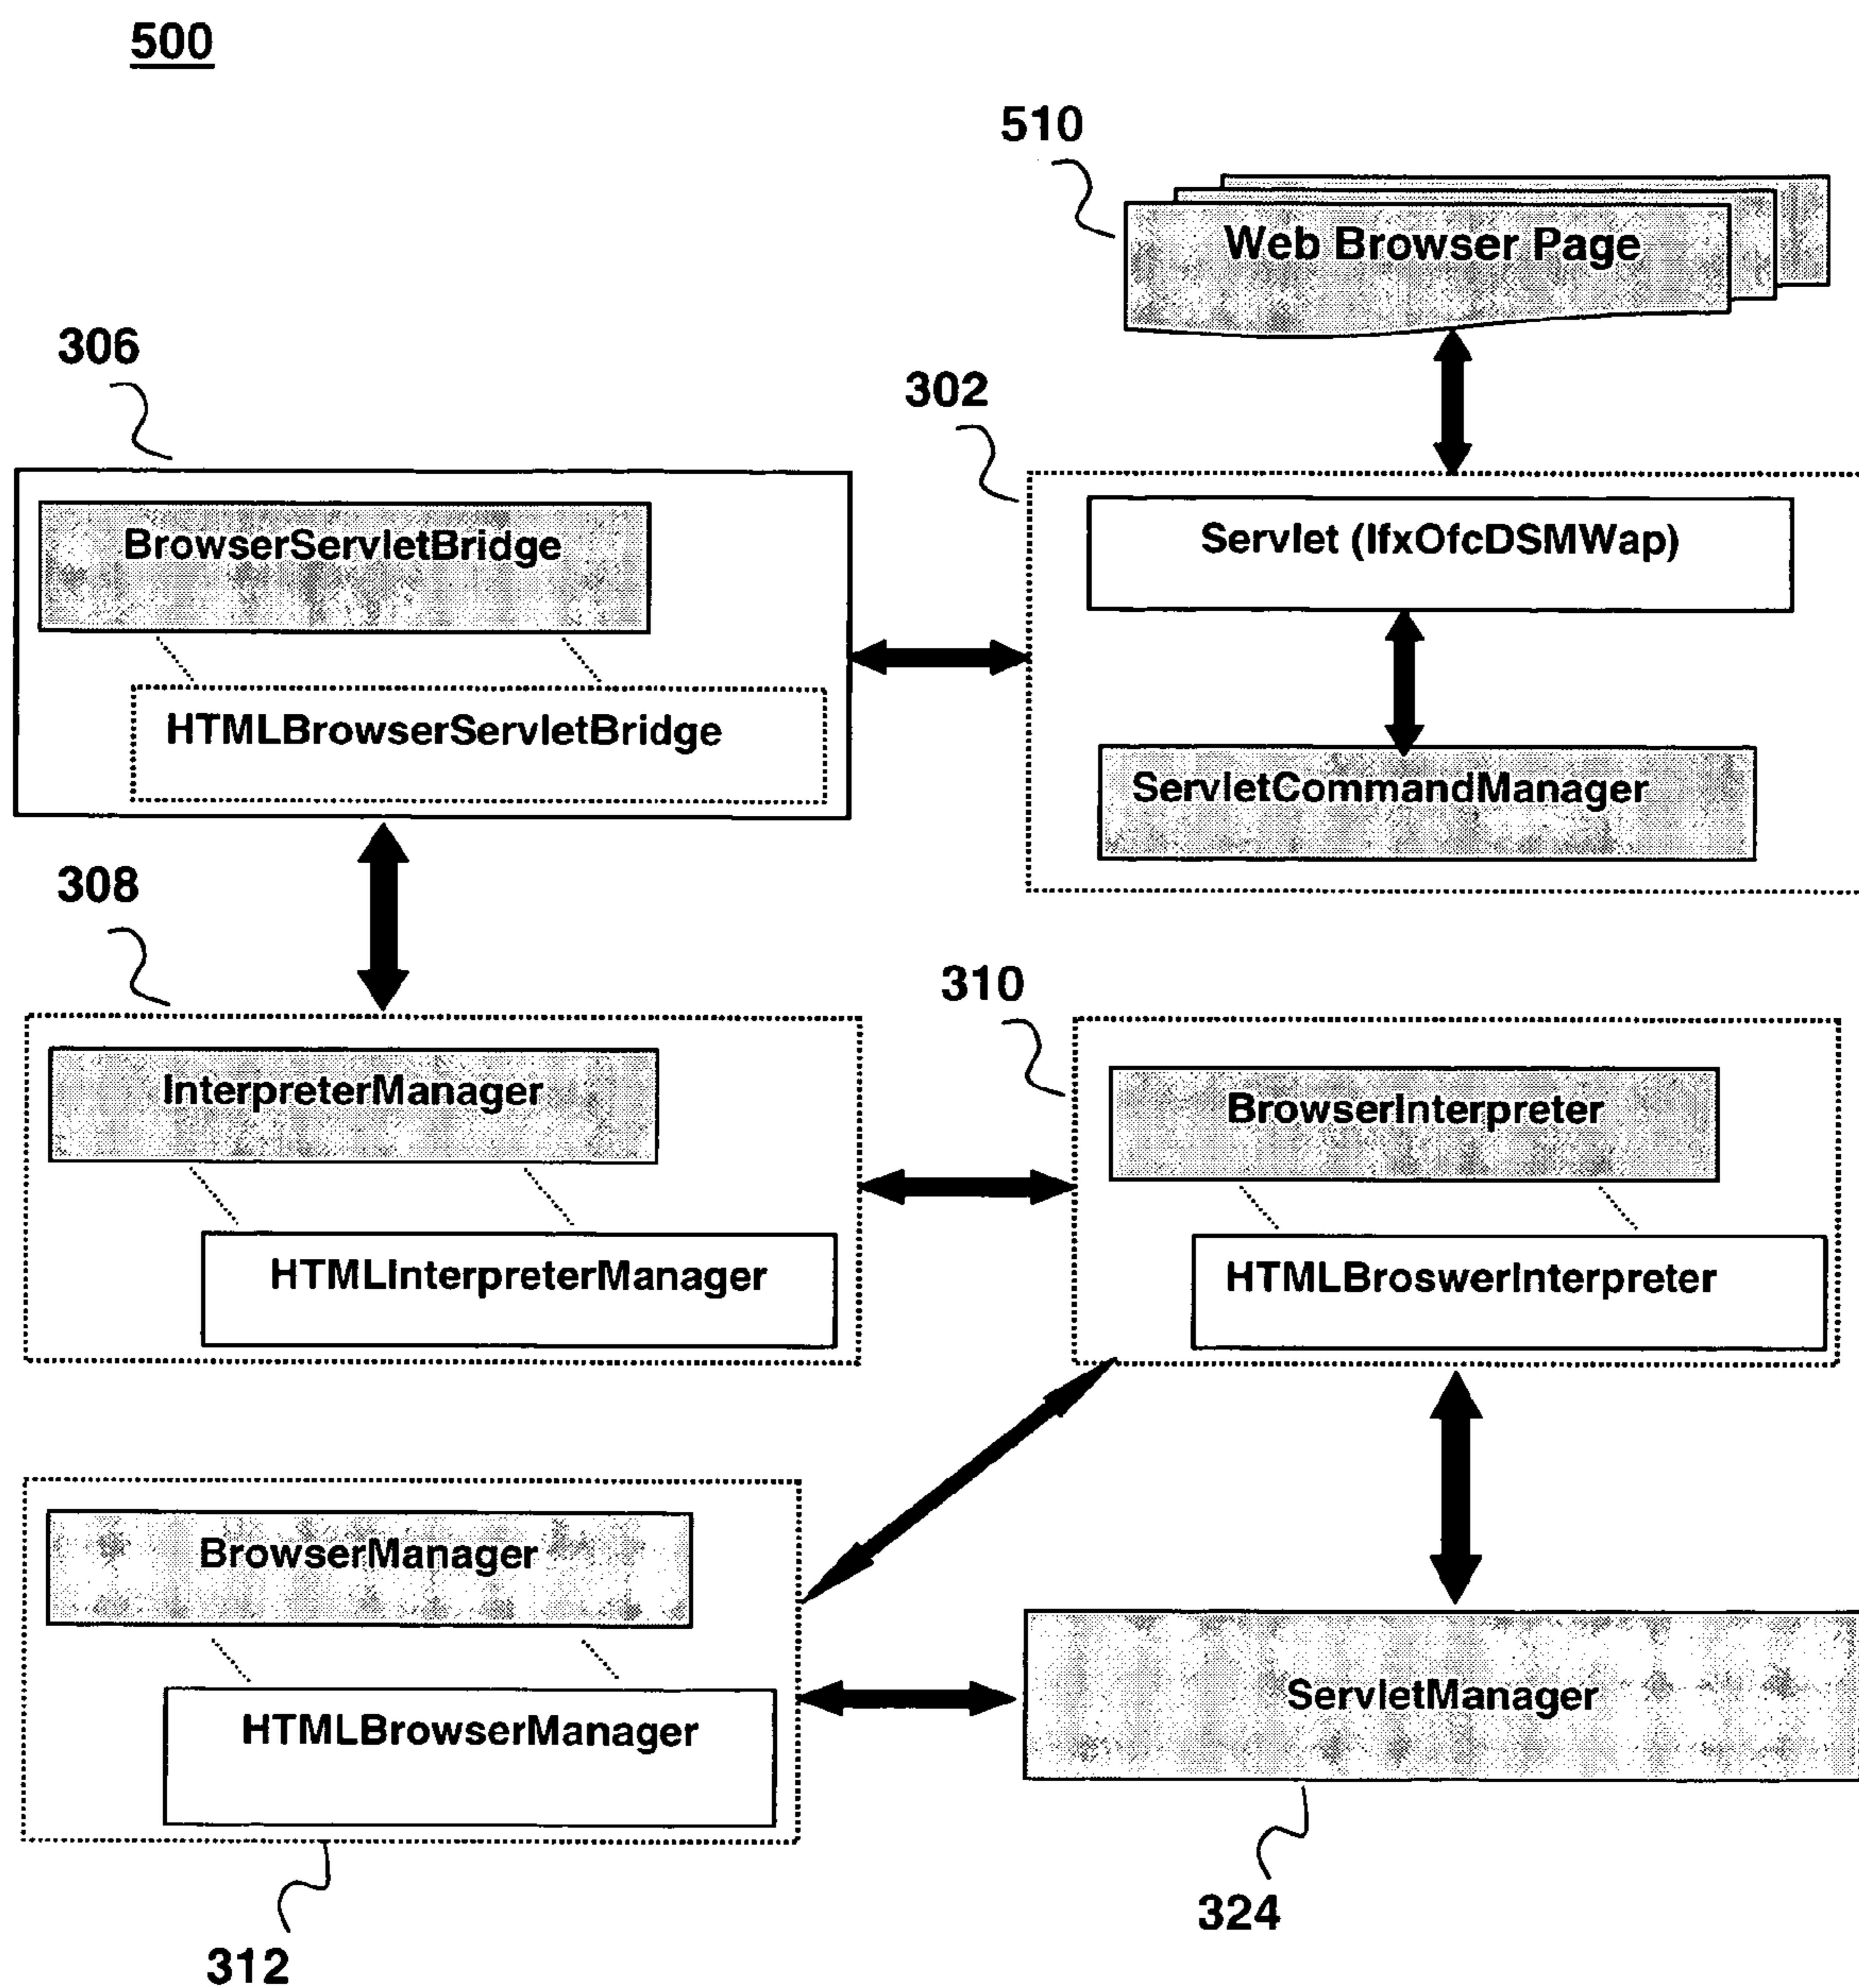 500
510
Web Browser Page
306
302
BrowserServletBridge
Servlet (IfxOfcDSMWap)
HTMLBrowserServletBridge
ServletCommandManager
308
310
InterpreterManager
BrowserInterpreter
HTMLInterpreterManager
HTMLBroswerInterpreter
BrowserManager
HTMLBrowserManager
ServletManager
324
312